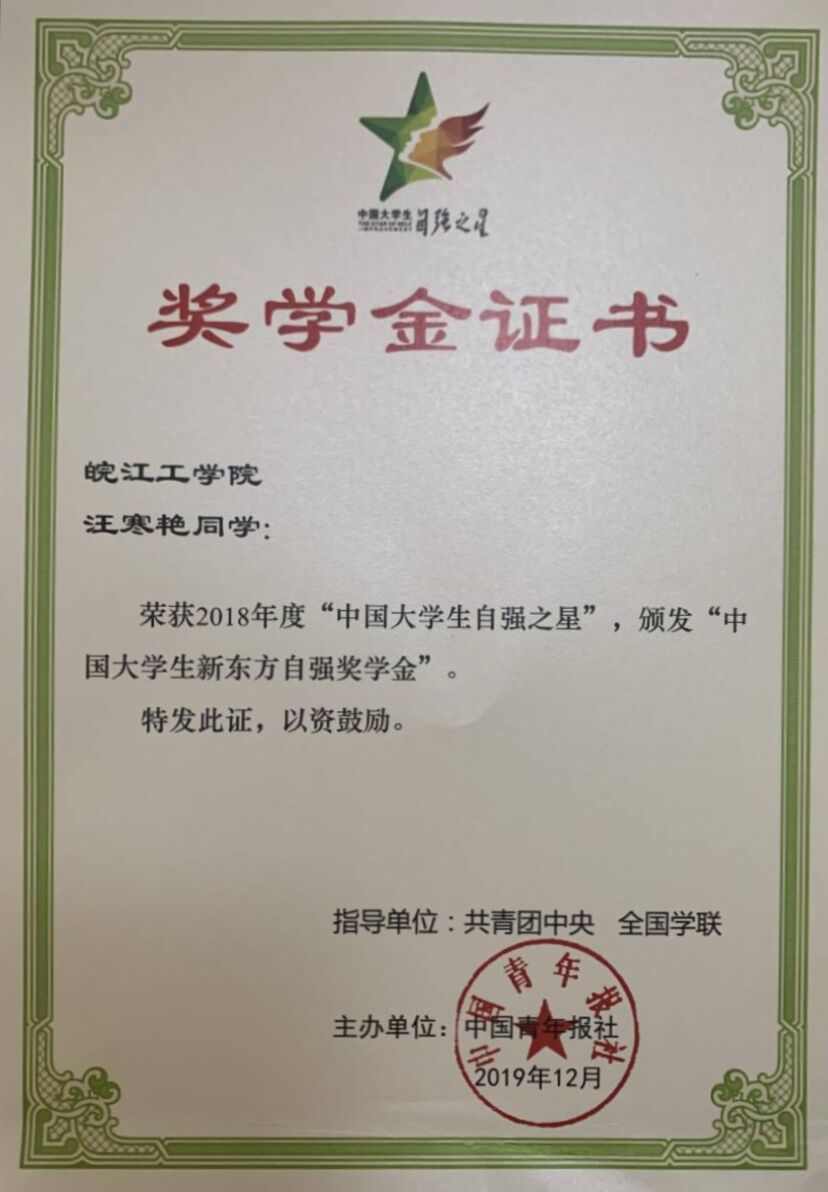 中国大学生
自强之星
奖学金证书
皖江工学院
汪寒艳同学：
荣获2018年度“中国大学生自强之星”，颁发“中
国大学生新东方自强奖学金”。
特发此证，以资鼓励。
指导单位：共青团中央 全国学联
主办单位：中国青年报社
中国青年报社
2019年12月